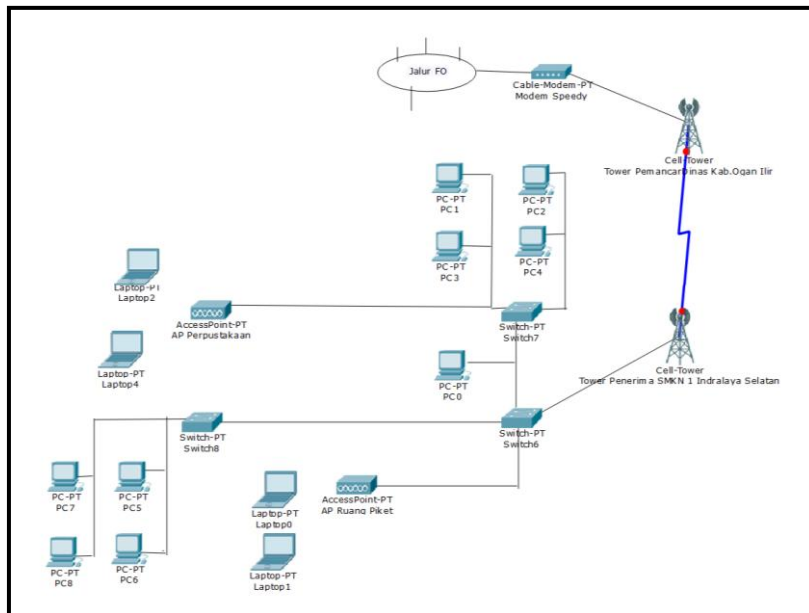 Jalur FO
Cable-Modem-PT
Modem Speedy
Cell-Tower
Tower PemancarDinas Kab.Ogan Ilir
PC-PT
PC1
PC-PT
PC2
PC-PT
PC3
PC-PT
PC4
Laptop-PT
Laptop2
AccessPoint-PT
AP Perpustakaan
Switch-PT
Switch7
Laptop-PT
Laptop4
PC-PT
PC0
Cell-Tower
Tower Penerima SMKN 1 Indralaya Selatan
Switch-PT
Switch8
Switch-PT
Switch6
PC-PT
PC7
PC-PT
PC5
Laptop-PT
Laptop0
AccessPoint-PT
AP Ruang Piket
PC-PT
PC8
PC-PT
PC6
Laptop-PT
Laptop1